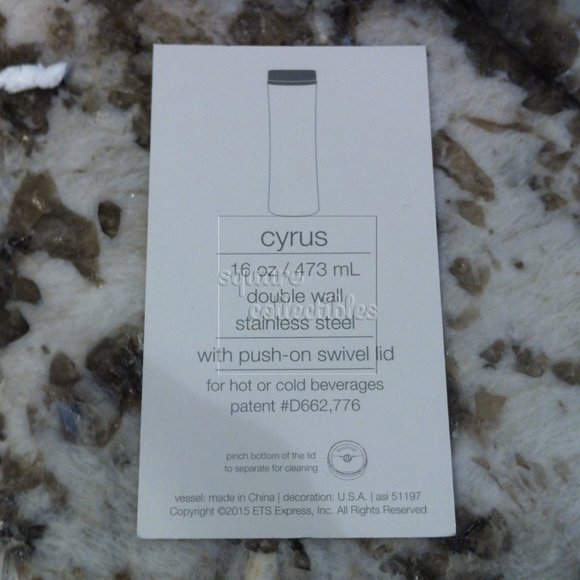 cyrus
16 oz / 473 mL
double wall
stainless steel
with push-on swivel lid
for hot or cold beverages
patent #D662,776
pinch bottom of the lid
to separate for cleaning
vessel: made in China | decoration: U.S.A. | asi 51197
Copyright ©2015 ETS Express, Inc. All Rights Reserved
square
collectibles